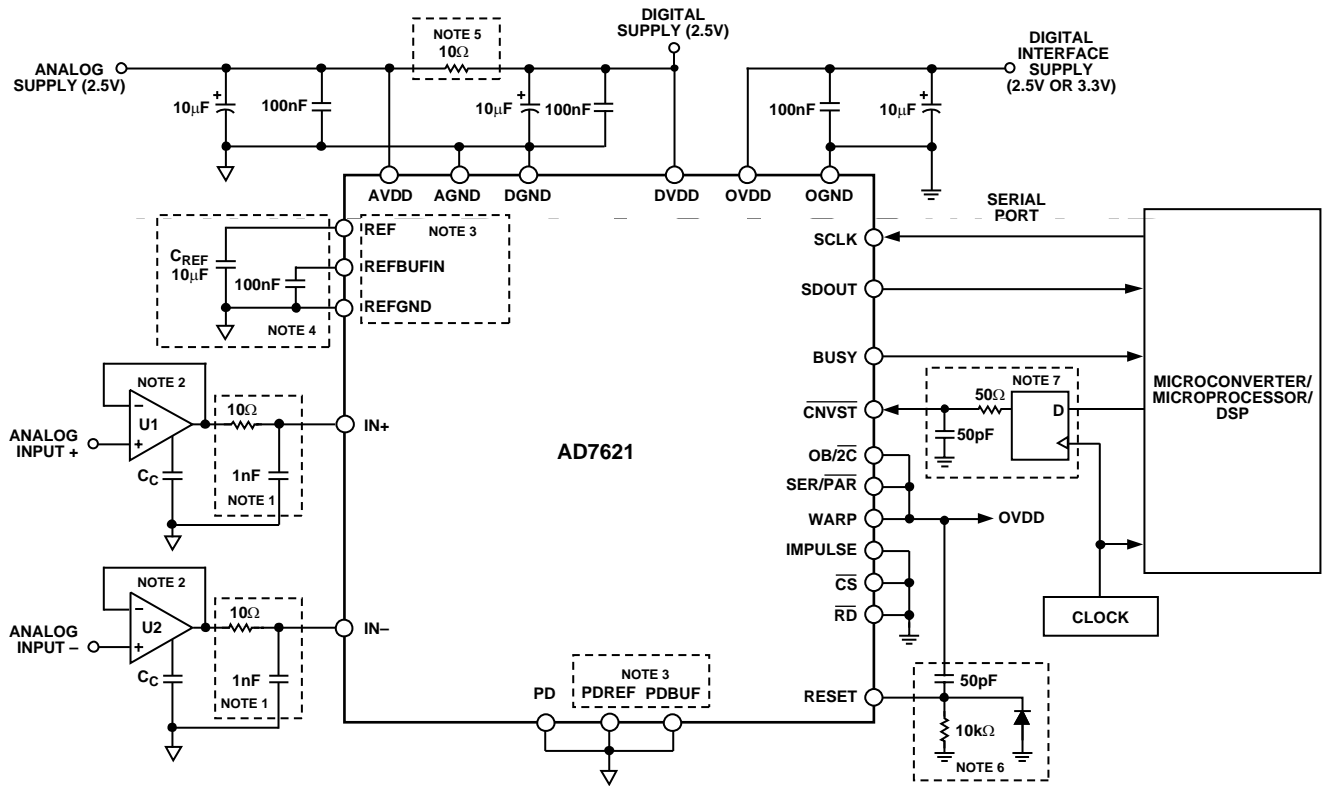 DIGITAL
SUPPLY (2.5V)
NOTE 5
10Ω
ANALOG
SUPPLY (2.5V)
DIGITAL
INTERFACE
SUPPLY
(2.5V OR 3.3V)
10μF
100nF
10μF
100nF
100nF
10μF
AVDD
AGND
DGND
DVDD
OVDD
OGND
SERIAL
PORT
CREF
10μF
100nF
NOTE 4
REF
NOTE 3
REFBUFIN
REFGND
SCLK
SDOUT
BUSY
CNVST
OB/2C
SER/PAR
WARP
IMPULSE
CS
RD
RESET
NOTE 7
50Ω
D
50pF
MICROCONVERTER/
MICROPROCESSOR/
DSP
OVDD
CLOCK
NOTE 2
U1
ANALOG
INPUT +
CC
10Ω
1nF
NOTE 1
IN+
AD7621
NOTE 2
U2
ANALOG
INPUT –
CC
10Ω
1nF
NOTE 1
IN–
NOTE 3
PD
PDREF
PDBUF
50pF
10kΩ
NOTE 6